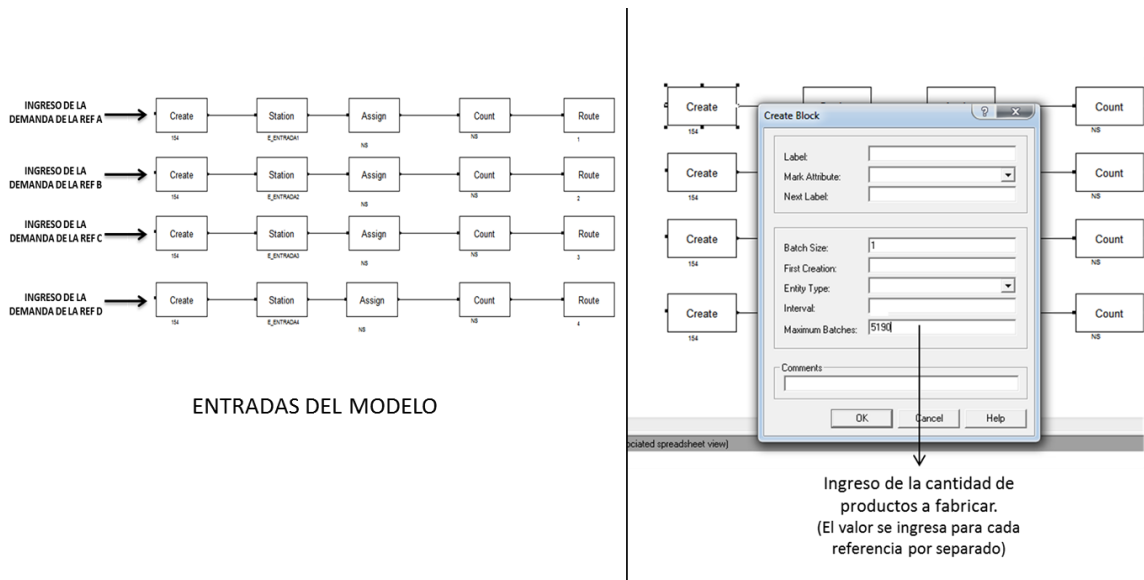 INGRESO DE LA
DEMANDA DE LA REF A
Create
Station
Assign
Count
Route
154
E_ENTRADA1
NS
NS
1
INGRESO DE LA
DEMANDA DE LA REF B
Create
Station
Assign
Count
Route
154
E_ENTRADA2
NS
NS
2
INGRESO DE LA
DEMANDA DE LA REF C
Create
Station
Assign
Count
Route
154
E_ENTRADA3
NS
NS
3
INGRESO DE LA
DEMANDA DE LA REF D
Create
Station
Assign
Count
Route
154
E_ENTRADA4
NS
NS
4
ENTRADAS DEL MODELO
Create
Count
154
NS
Create
Count
154
NS
Create
Count
154
NS
Create
Count
154
NS
Create Block
Label:
Mark Attribute:
Next Label:
Batch Size: 1
First Creation:
Entity Type:
Interval:
Maximum Batches: 5190
Comments
OK Cancel Help
ociated spreadsheet view)
Ingreso de la cantidad de
productos a fabricar.
(El valor se ingresa para cada
referencia por separado)